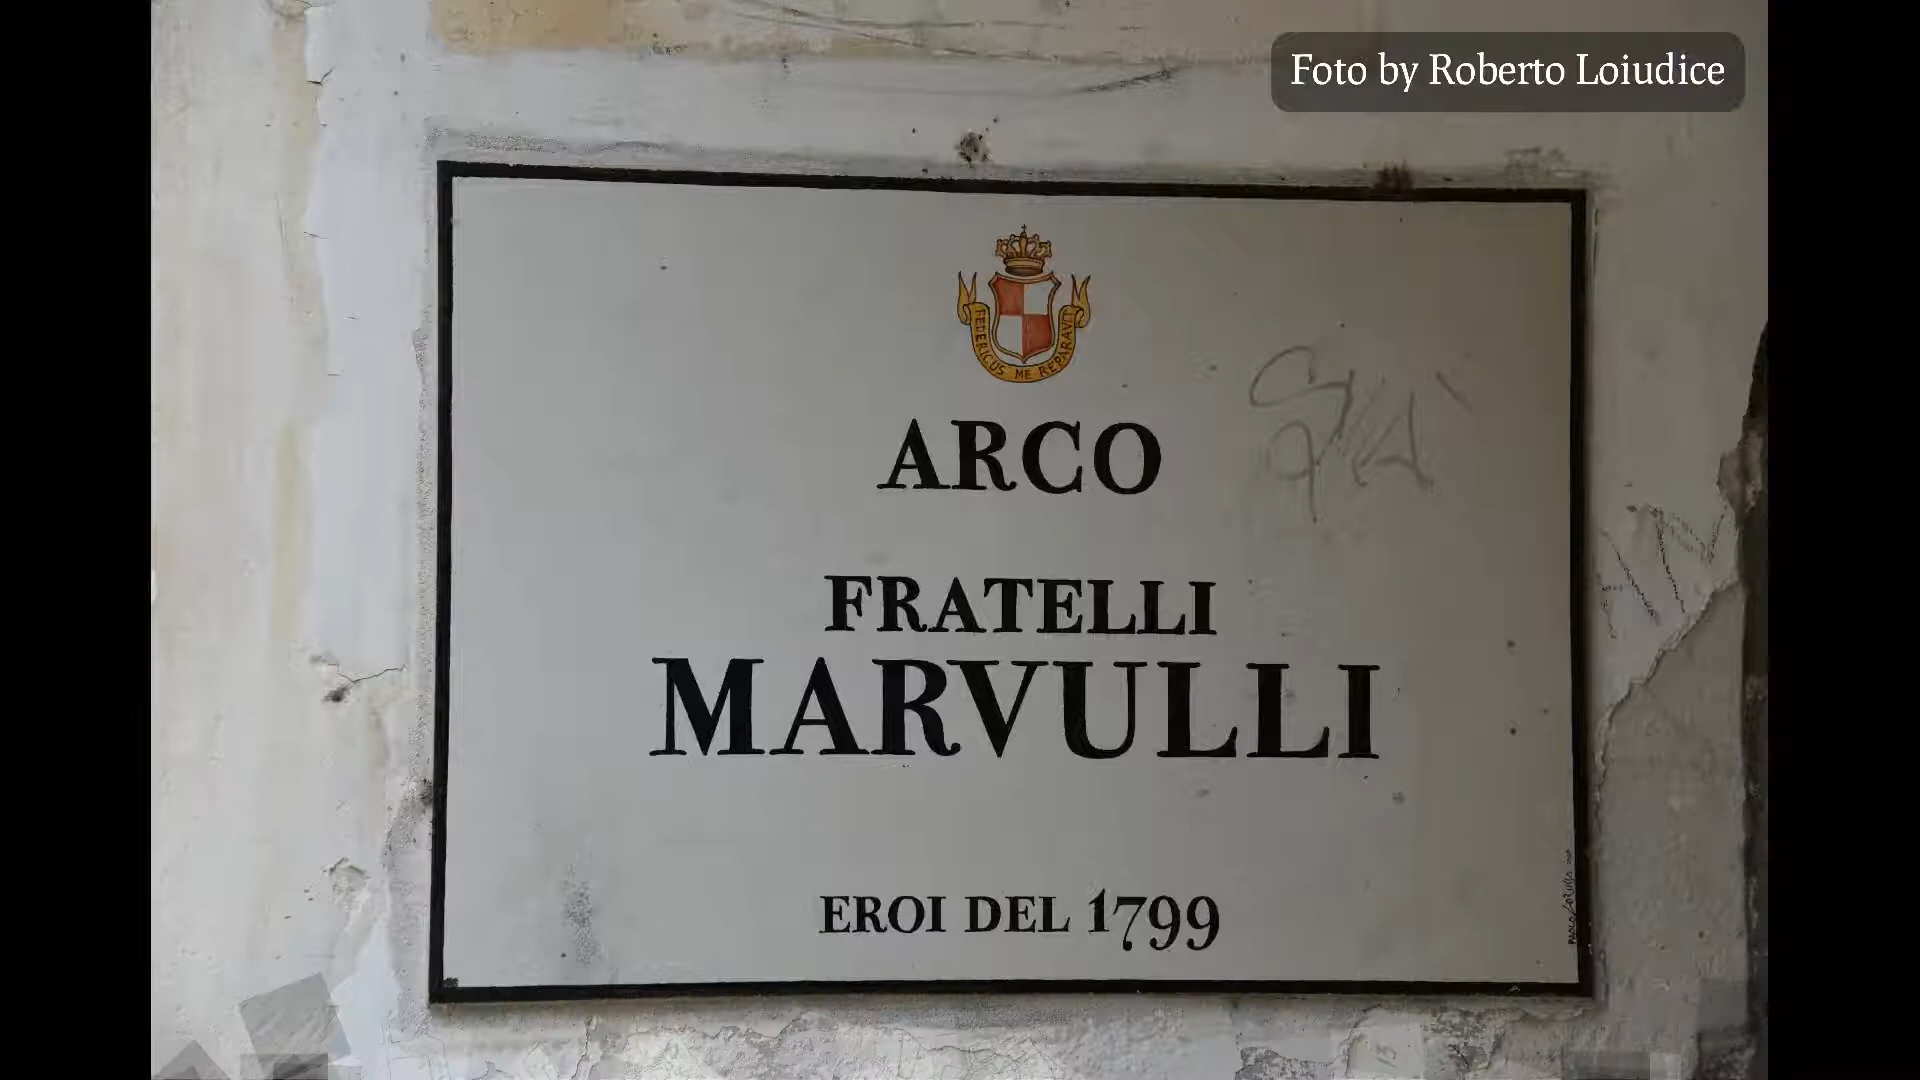 Foto by Roberto Loiudice
FEDERICUS ME REPARAVIT
ARCO
FRATELLI
MARVULLI
EROI DEL 1799